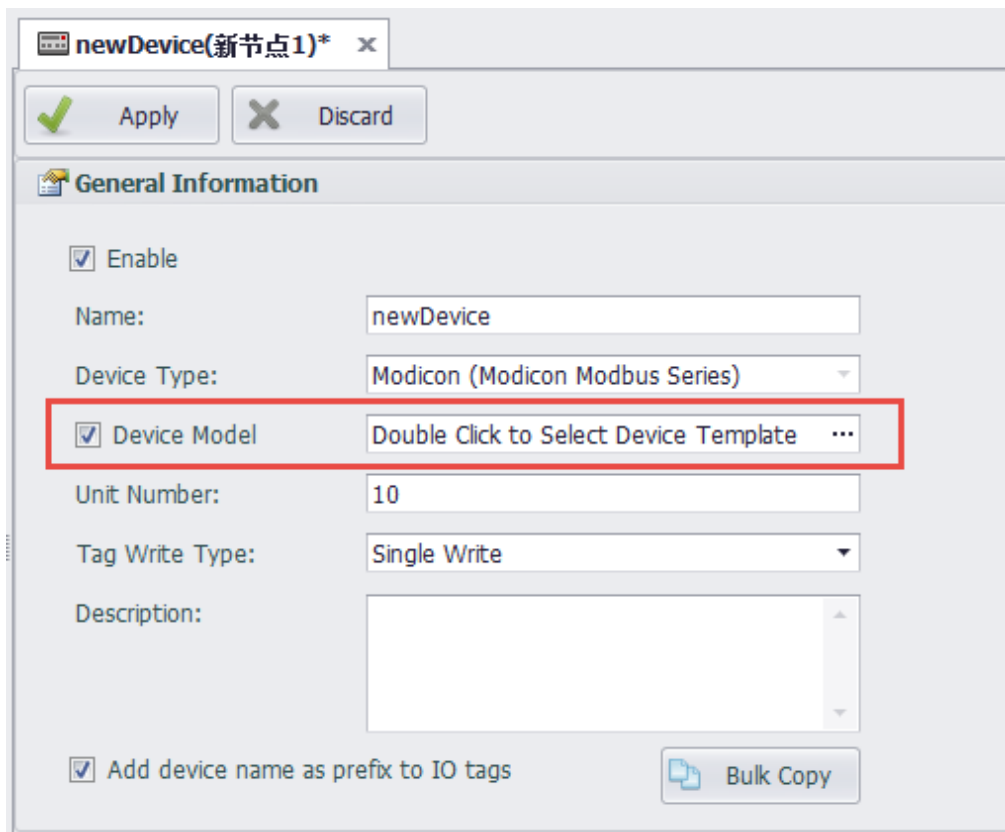 newDevice(新节点1)*
Apply Discard
General Information
Enable
Name: newDevice
Device Type: Modicon (Modicon Modbus Series)
Device Model Double Click to Select Device Template ...
Unit Number: 10
Tag Write Type: Single Write
Description:
Add device name as prefix to IO tags Bulk Copy